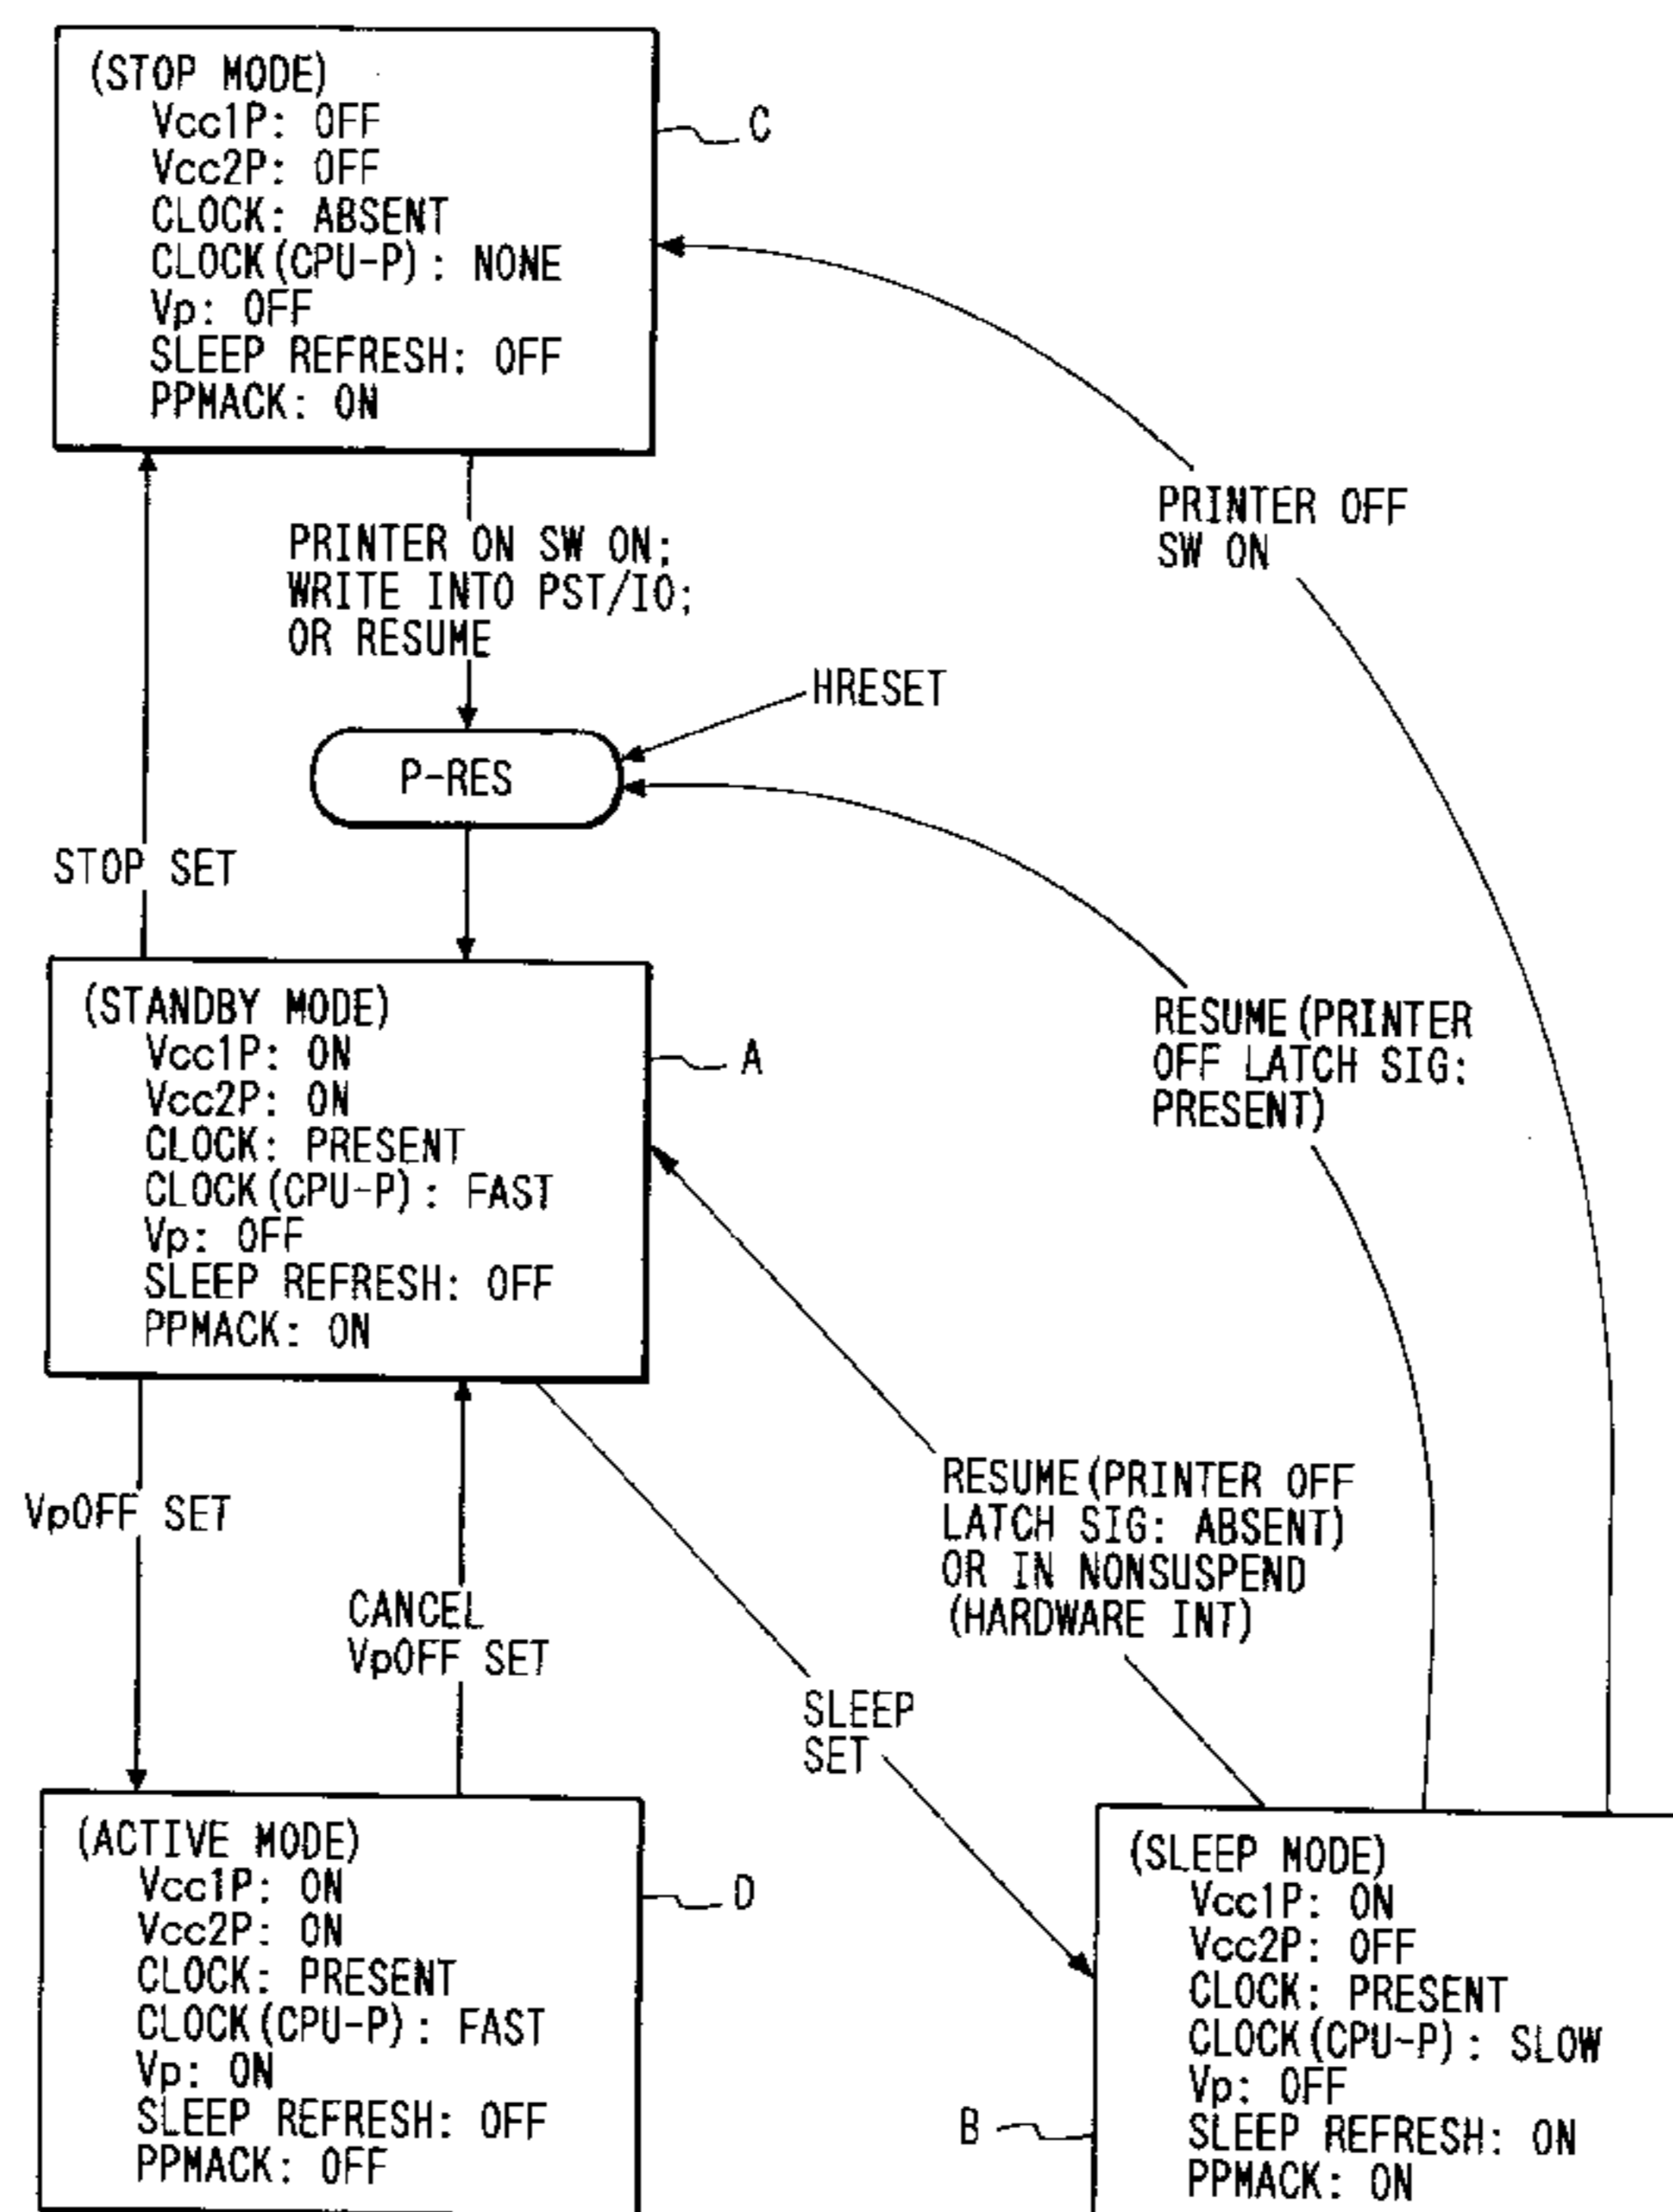 (STOP MODE)
Vcc1P: OFF
Vcc2P: OFF
CLOCK: ABSENT
CLOCK(CPU-P): NONE
Vp: OFF
SLEEP REFRESH: OFF
PPMACK: ON
C
PRINTER OFF
SW ON
PRINTER ON SW ON;
WRITE INTO PST/IO;
OR RESUME
HRESET
P-RES
STOP SET
(STANDBY MODE)
Vcc1P: ON
Vcc2P: ON
CLOCK: PRESENT
CLOCK(CPU-P): FAST
Vp: OFF
SLEEP REFRESH: OFF
PPMACK: ON
A
RESUME(PRINTER
OFF LATCH SIG:
PRESENT)
RESUME(PRINTER OFF
LATCH SIG: ABSENT)
OR IN NONSUSPEND
(HARDWARE INT)
VpOFF SET
CANCEL
VpOFF SET
SLEEP
SET
(ACTIVE MODE)
Vcc1P: ON
Vcc2P: ON
CLOCK: PRESENT
CLOCK(CPU-P): FAST
Vp: ON
SLEEP REFRESH: OFF
PPMACK: OFF
D
(SLEEP MODE)
Vcc1P: ON
Vcc2P: OFF
CLOCK: PRESENT
CLOCK(CPU-P): SLOW
Vp: OFF
SLEEP REFRESH: ON
PPMACK: ON
B